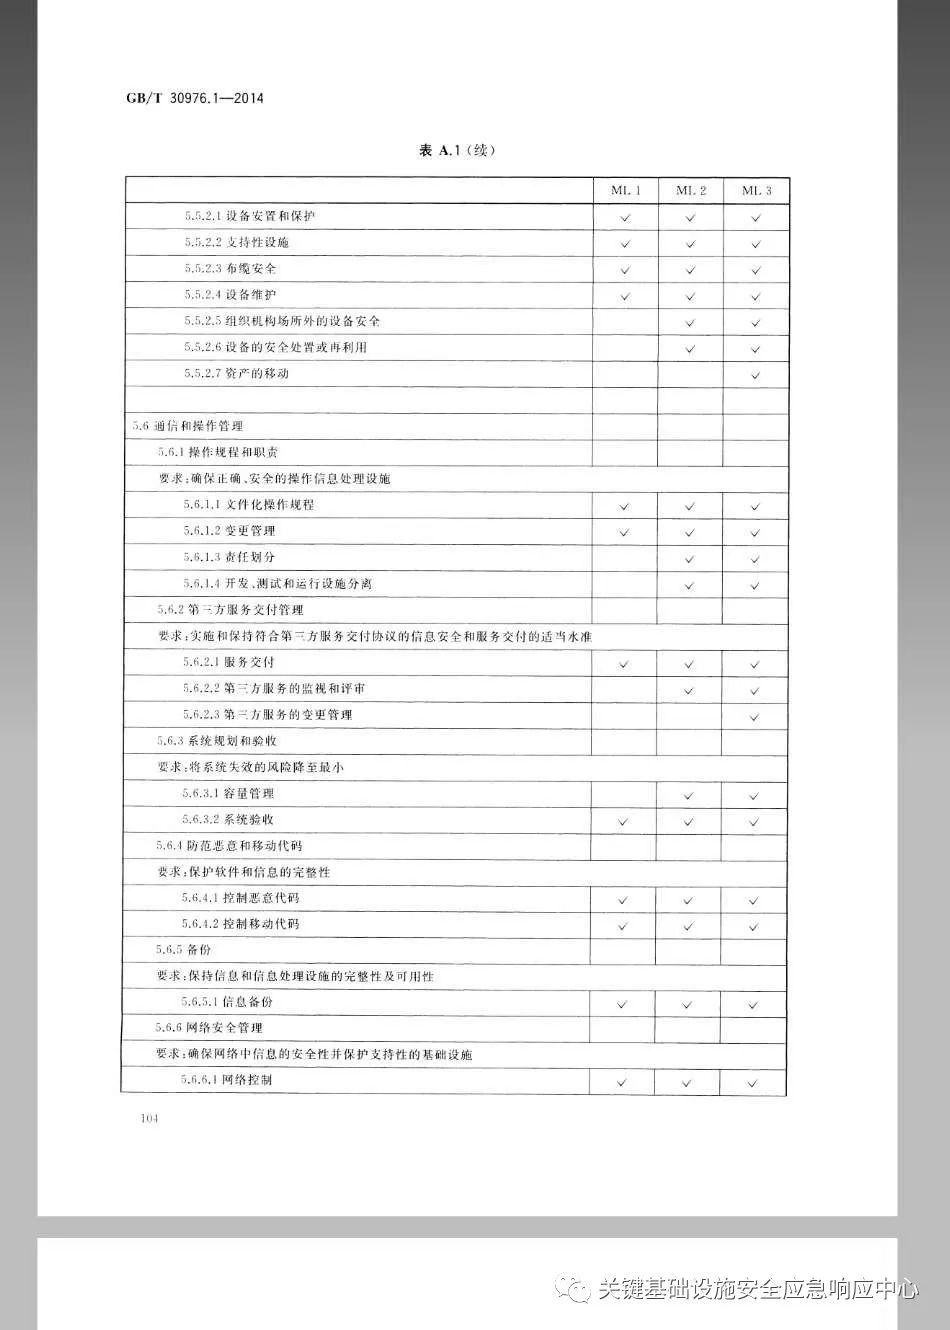 GB/T 30976.1—2014
表 A.1(续)
ML 1 ML 2 ML 3
5.5.2.1 设备安置和保护 ✓ ✓ ✓
5.5.2.2 支持性设施 ✓ ✓ ✓
5.5.2.3 布缆安全 ✓ ✓ ✓
5.5.2.4 设备维护 ✓ ✓ ✓
5.5.2.5 组织机构场所外的设备安全 ✓ ✓
5.5.2.6 设备的安全处置或再利用 ✓ ✓
5.5.2.7 资产的移动 ✓
5.6 通信和操作管理
5.6.1 操作规程和职责
要求:确保正确、安全的操作信息处理设施
5.6.1.1 文件化操作规程 ✓ ✓ ✓
5.6.1.2 变更管理 ✓ ✓ ✓
5.6.1.3 责任划分 ✓ ✓
5.6.1.4 开发、测试和运行设施分离 ✓ ✓
5.6.2 第三方服务交付管理
要求:实施和保持符合第三方服务交付协议的信息安全和服务交付的适当水准
5.6.2.1 服务交付 ✓ ✓ ✓
5.6.2.2 第三方服务的监视和评审 ✓ ✓
5.6.2.3 第三方服务的变更管理 ✓
5.6.3 系统规划和验收
要求:将系统失效的风险降至最小
5.6.3.1 容量管理 ✓ ✓
5.6.3.2 系统验收 ✓ ✓ ✓
5.6.4 防范恶意和移动代码
要求:保护软件和信息的完整性
5.6.4.1 控制恶意代码 ✓ ✓ ✓
5.6.4.2 控制移动代码 ✓ ✓ ✓
5.6.5 备份
要求:保持信息和信息处理设施的完整性及可用性
5.6.5.1 信息备份 ✓ ✓ ✓
5.6.6 网络安全管理
要求:确保网络中信息的安全性并保护支持性的基础设施
5.6.6.1 网络控制 ✓ ✓ ✓
104
关键基础设施安全应急响应中心